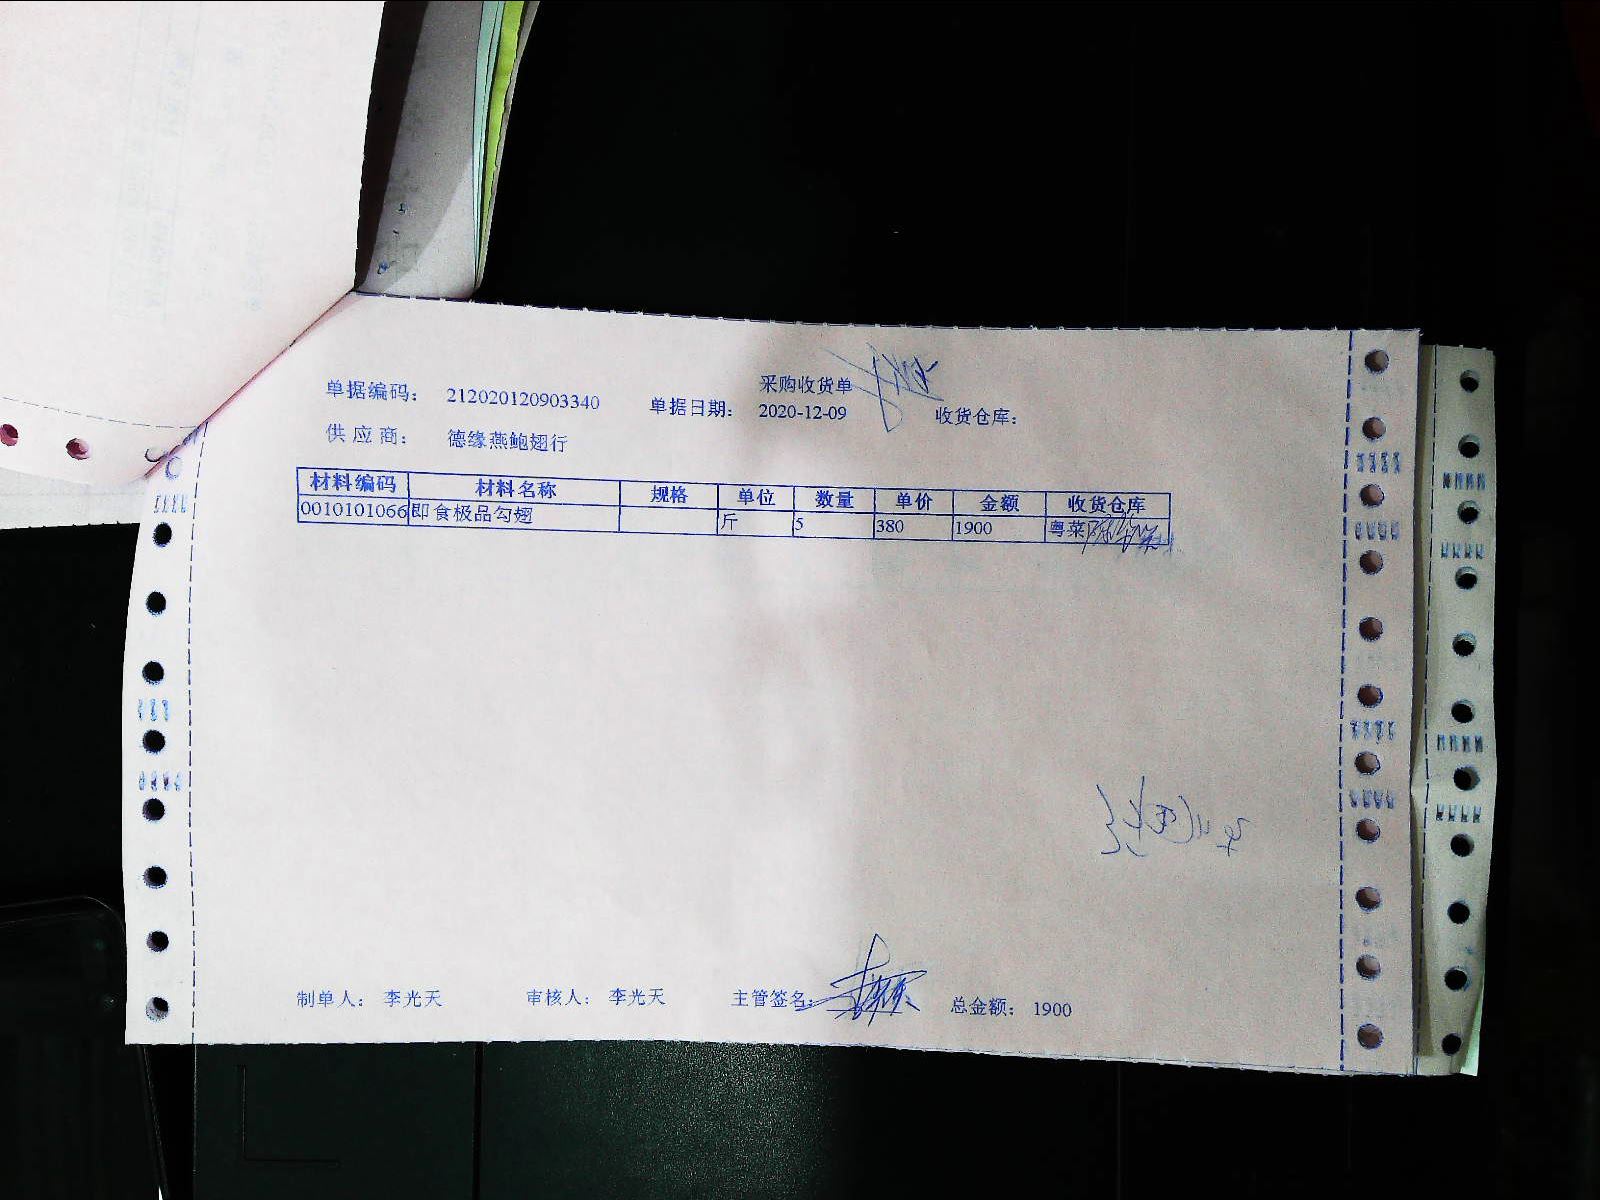 采购收货单
单据编码： 212020120903340 单据日期： 2020-12-09 收货仓库：
供 应 商： 德缘燕鲍翅行
材料编码 材料名称 规格 单位 数量 单价 金额 收货仓库
0010101066 即食极品勾翅 斤 5 380 1900 粤菜
制单人： 李光天 审核人： 李光天 主管签名： 总金额： 1900